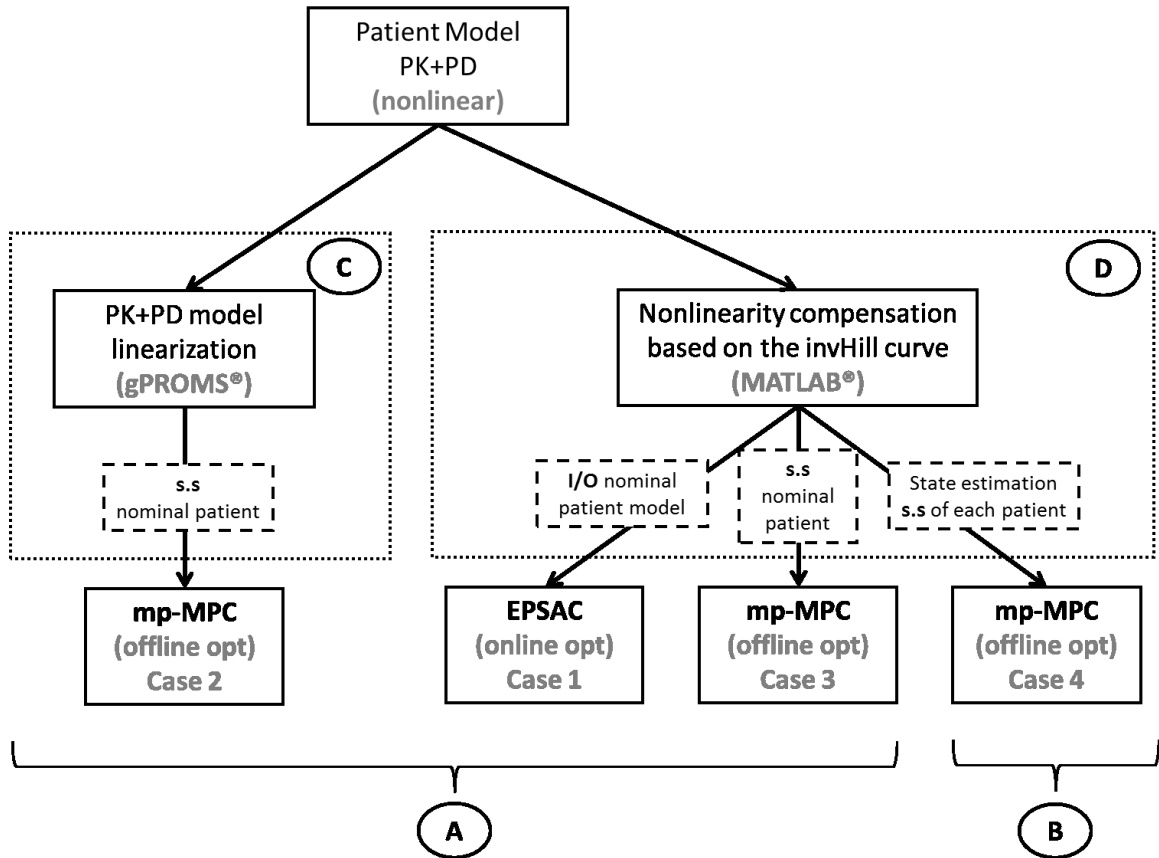 Patient Model
PK+PD
(nonlinear)
C
D
PK+PD model
linearization
(gPROMS®)
Nonlinearity compensation
based on the invHill curve
(MATLAB®)
s.s
nominal patient
I/O nominal
patient model
s.s
nominal
patient
State estimation
s.s of each patient
mp-MPC
(offline opt)
Case 2
EPSAC
(online opt)
Case 1
mp-MPC
(offline opt)
Case 3
mp-MPC
(offline opt)
Case 4
A
B